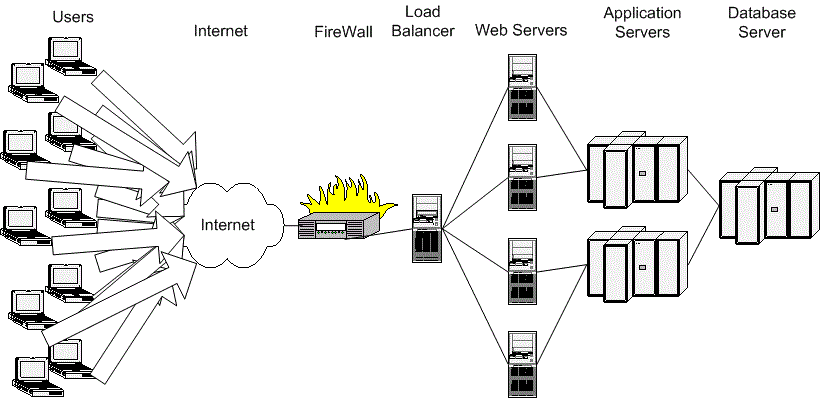 Users
Internet
FireWall
Load
Balancer
Web Servers
Application
Servers
Database
Server
Internet